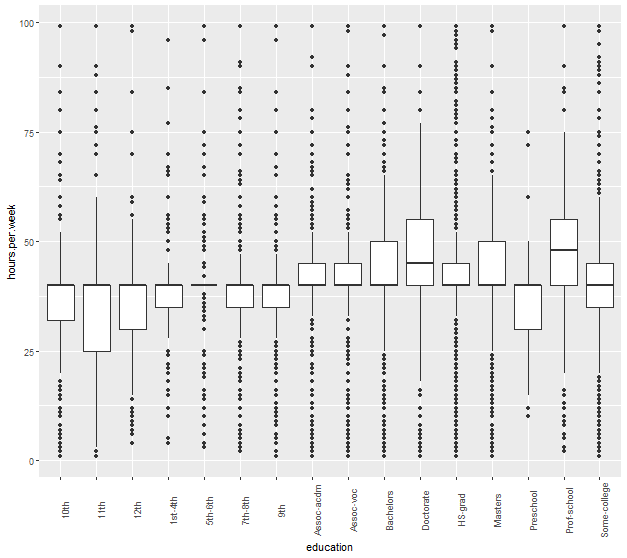 100
75
50
25
0
hours.per.week
10th
11th
12th
1st-4th
5th-6th
7th-8th
9th
Assoc-acdm
Assoc-voc
Bachelors
Doctorate
HS-grad
Masters
Preschool
Prof-school
Some-college
education